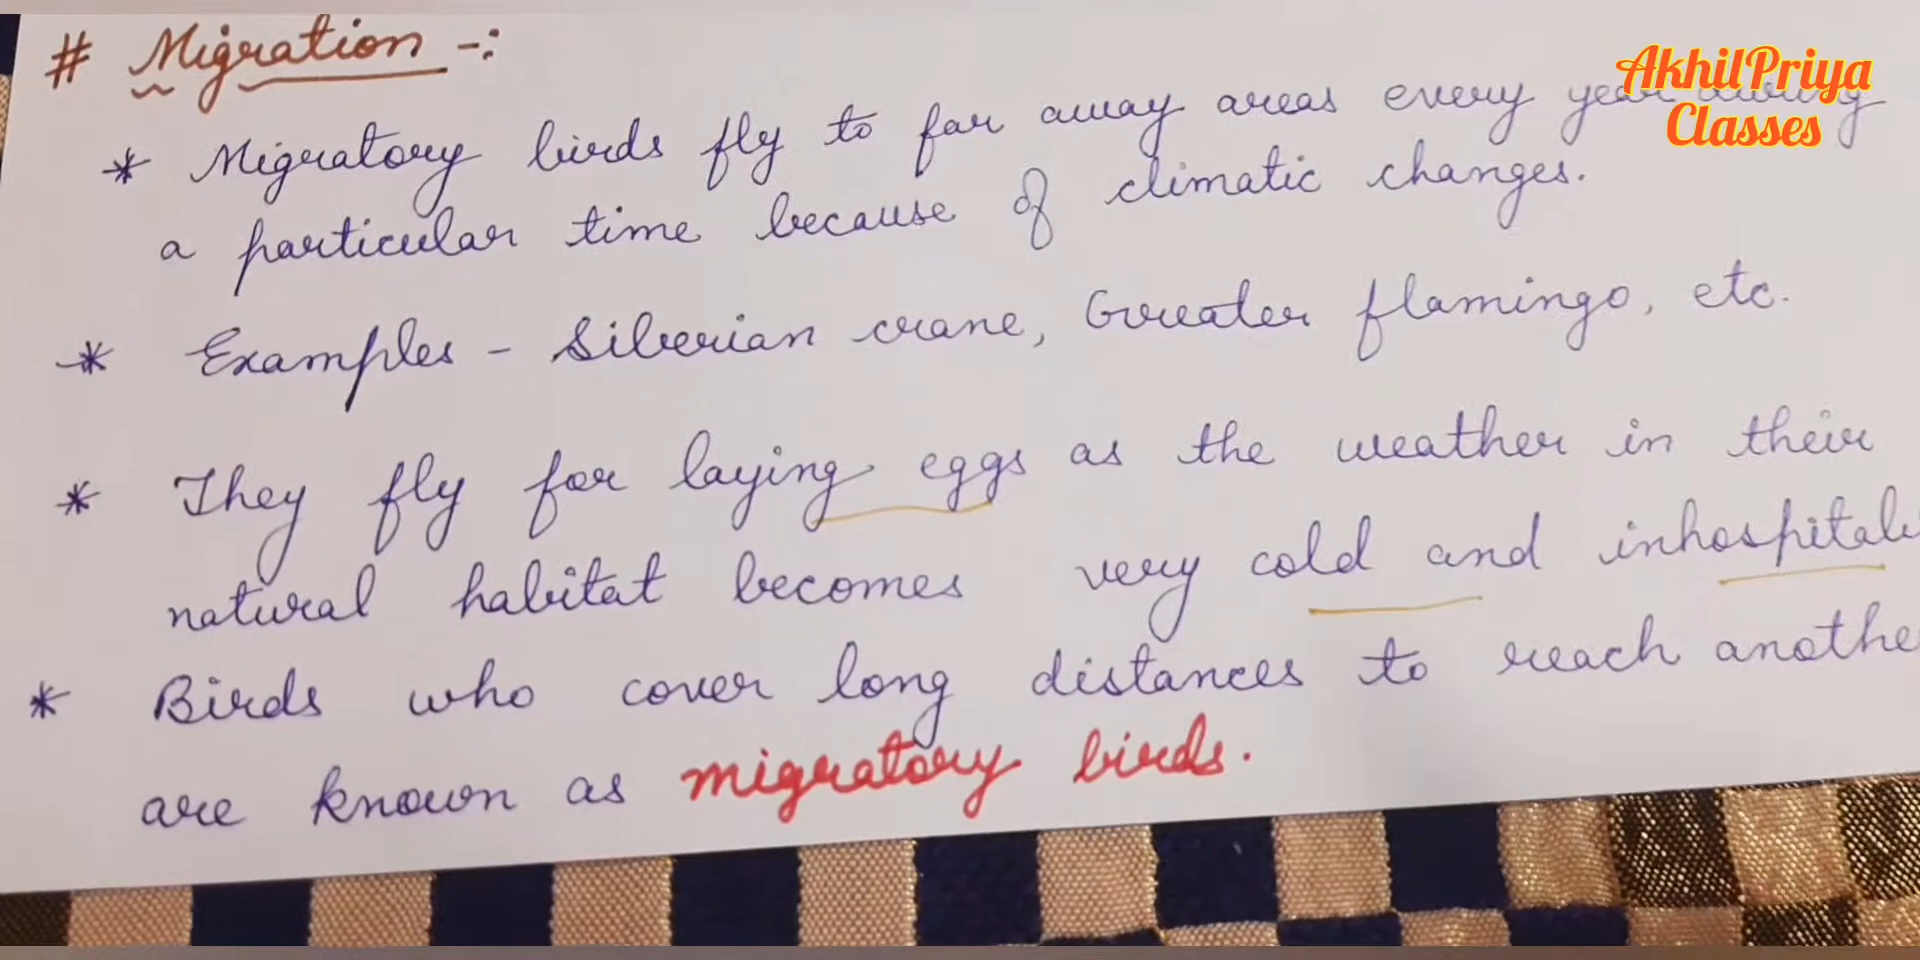 # Migration -:
AkhilPriya
Classes
* Migratory birds fly to far away areas every year during
a particular time because of climatic changes.
* Examples - Siberian crane, Greater flamingo, etc.
* They fly for laying eggs as the weather in their
natural habitat becomes very cold and
* Birds who cover long distances to reach
are known as migratory birds.